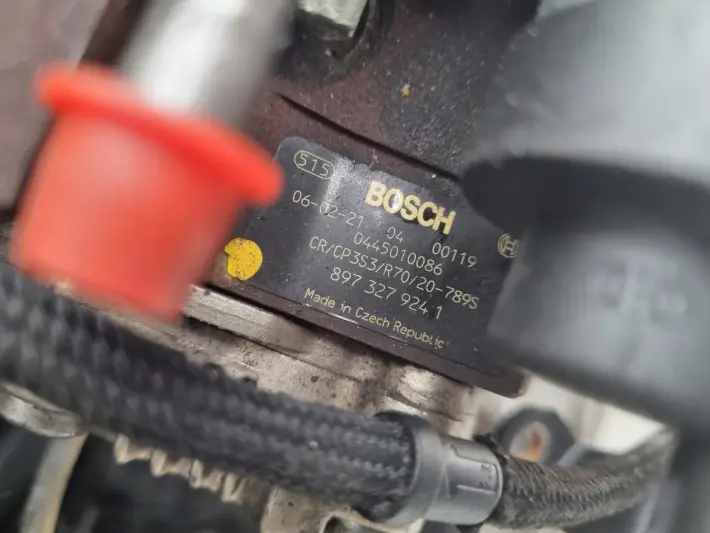 515
BOSCH
06-02-21 04 00119
0445010086
CR/CP3S3/R70/20-789S
897 327 924 1
Made in Czech Republic